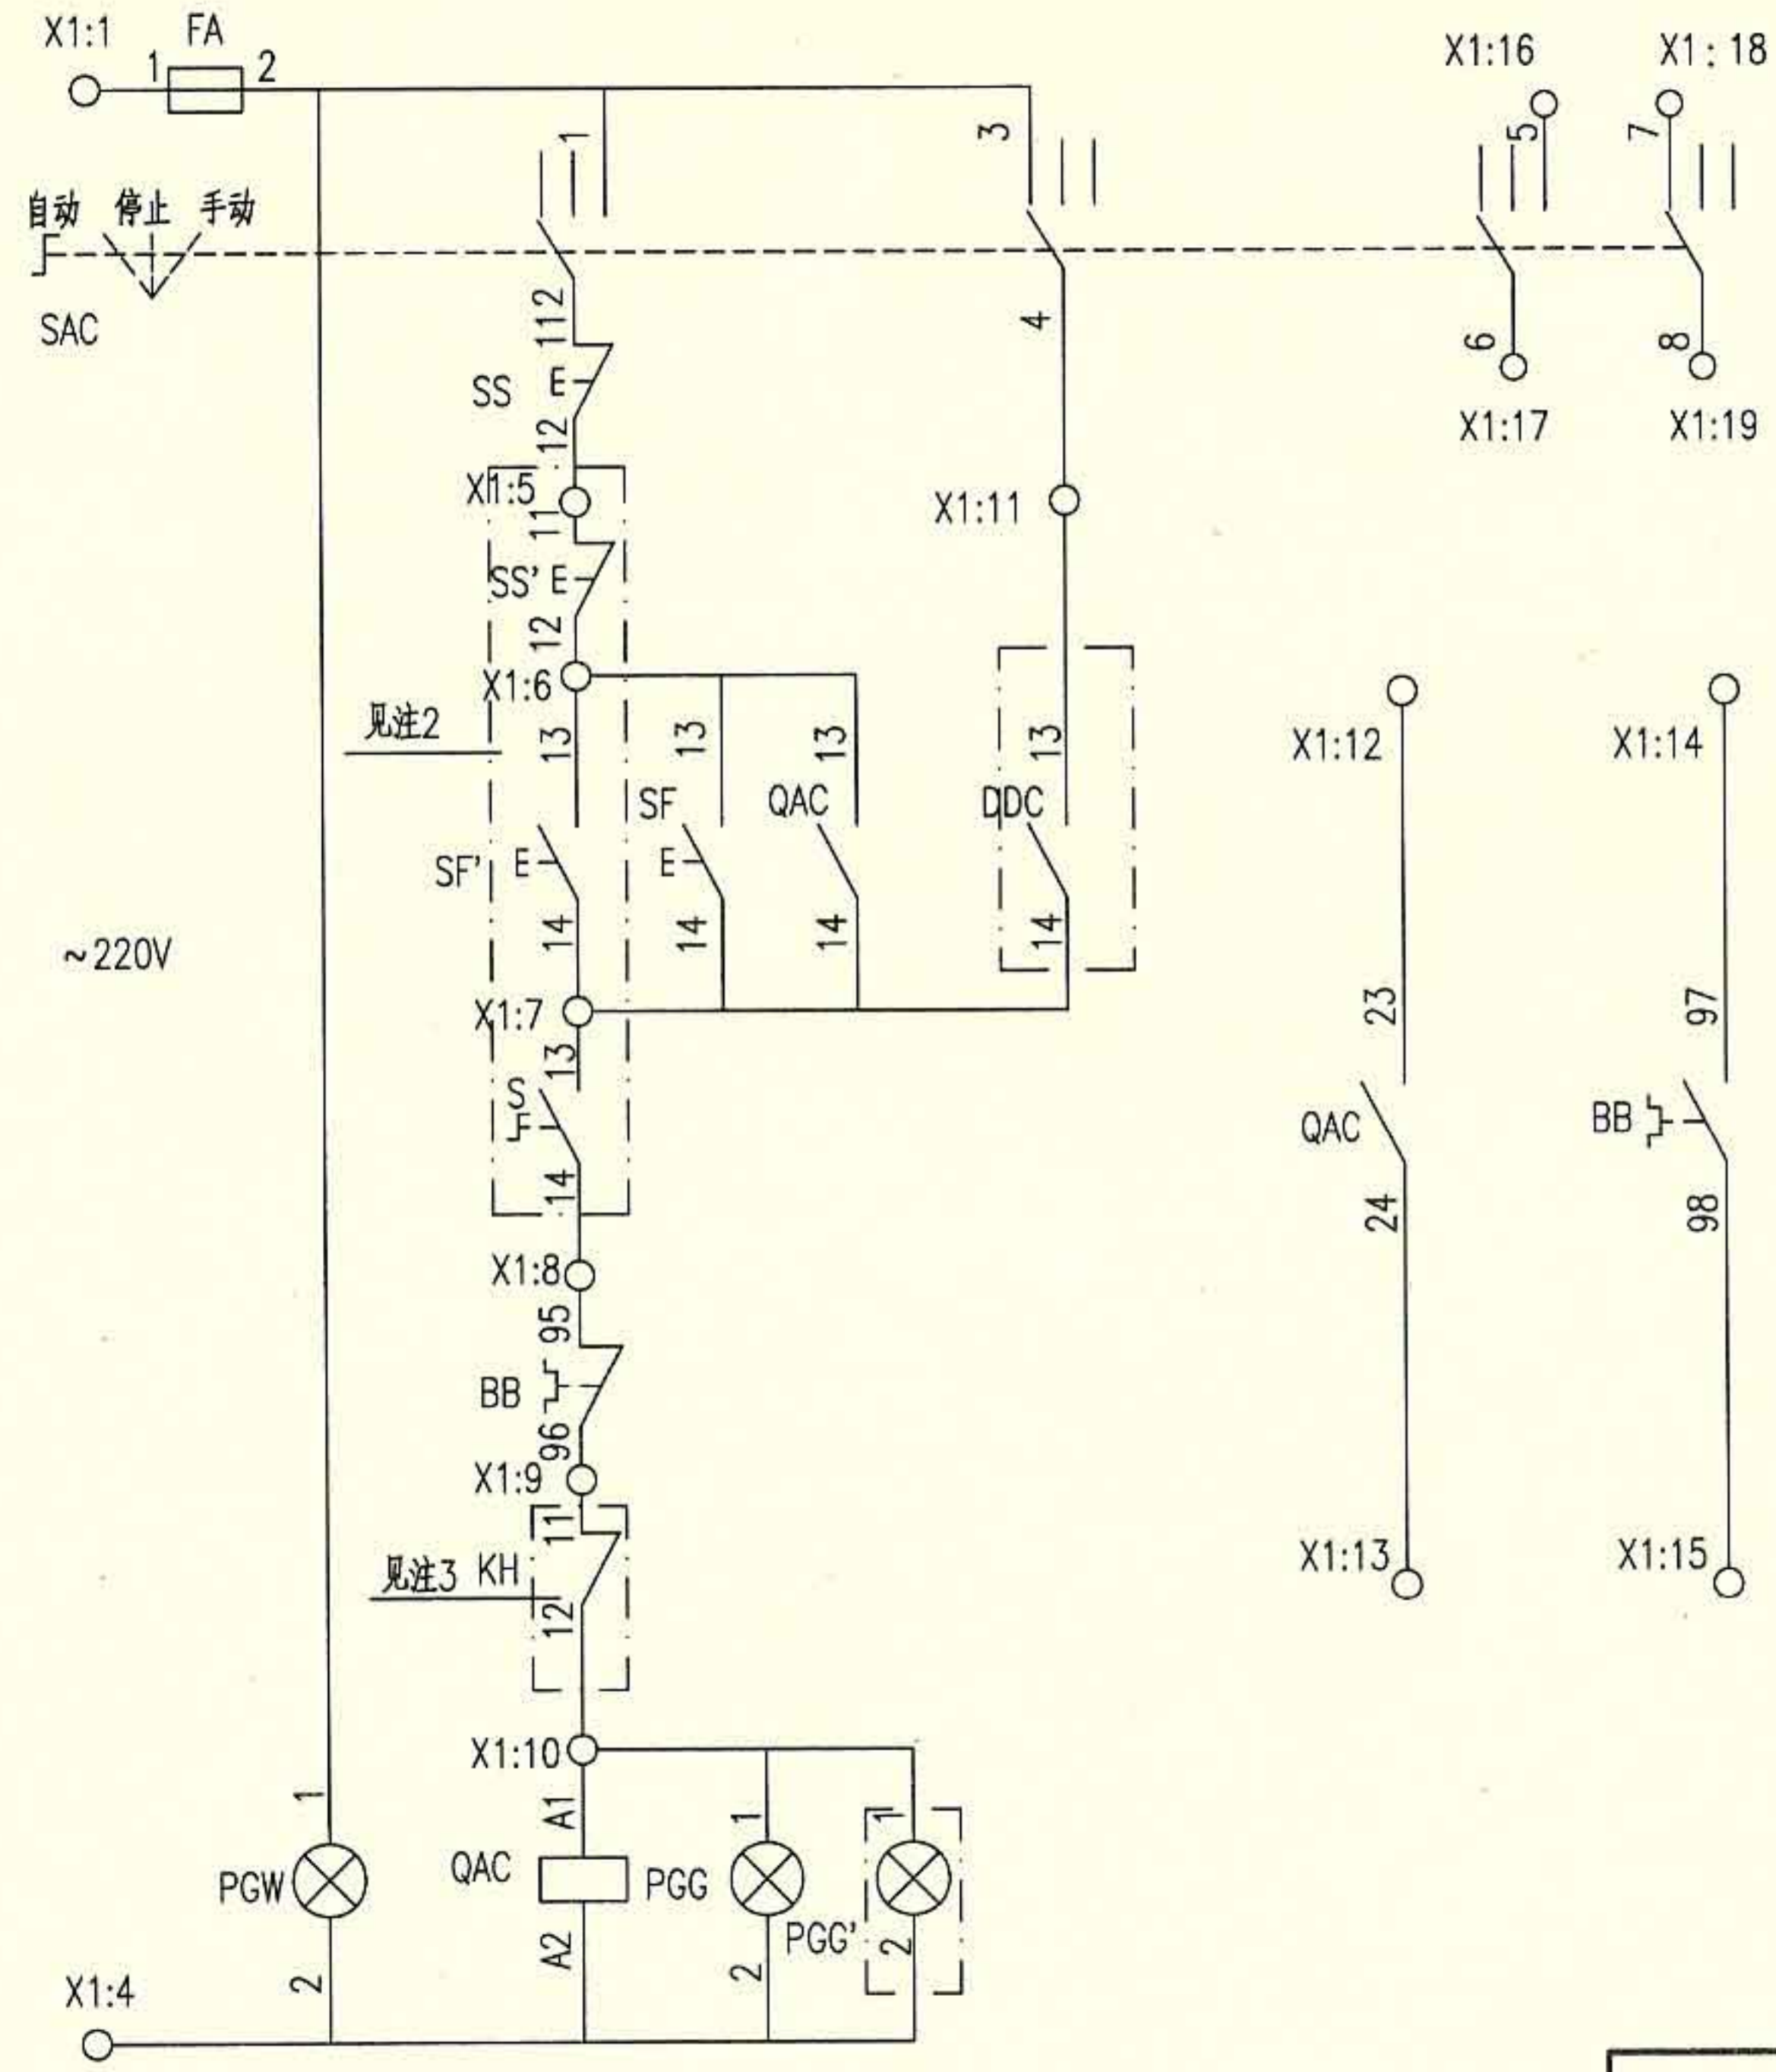 X1:1
FA
1
2
X1:16
X1:18
1
3
5
7
自动 停止 手动
SAC
112
4
6
8
SS
E
12
X1:17
X1:19
X1:5
X1:11
11
SS' E
12
X1:6
X1:12
X1:14
见注2
13
13
13
13
SF
QAC
DDC
SF'
E
E
14
14
14
14
~220V
X1:7
23
97
13
S
QAC
BB
14
24
98
X1:8
95
BB
96
X1:9
11
见注3
KH
12
X1:13
X1:15
X1:10
1
A1
1
1
PGW
QAC
PGG
PGG'
2
A2
2
2
X1:4